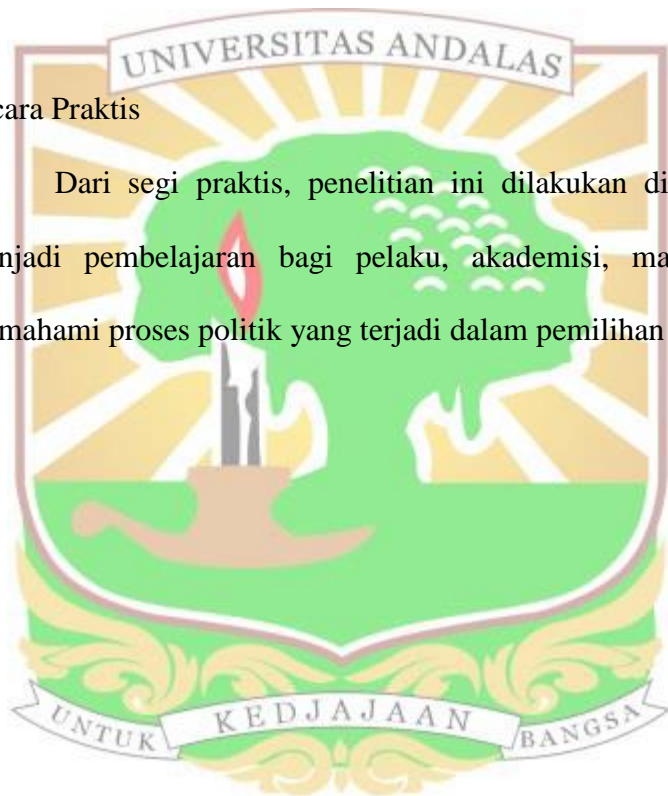 UNIVERSITAS ANDALAS
cara Praktis
Dari segi praktis, penelitian ini dilakukan di
njadi pembelajaran bagi pelaku, akademisi, ma
mahami proses politik yang terjadi dalam pemilihan
UNTUK KEDJAJAAN BANGSA